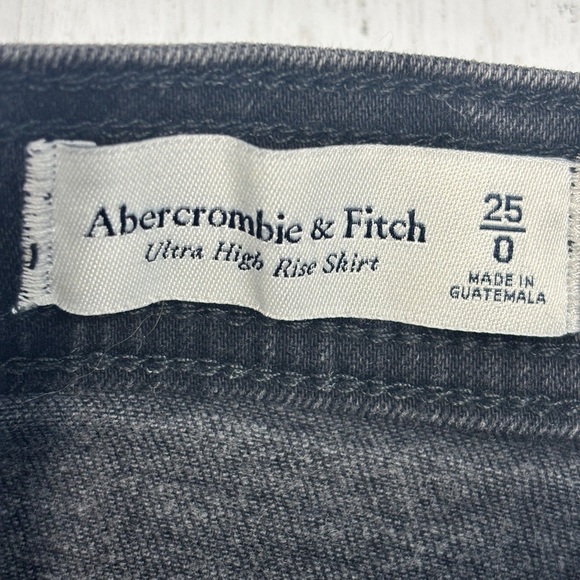 Abercrombie & Fitch
Ultra High Rise Skirt
25
0
MADE IN
GUATEMALA